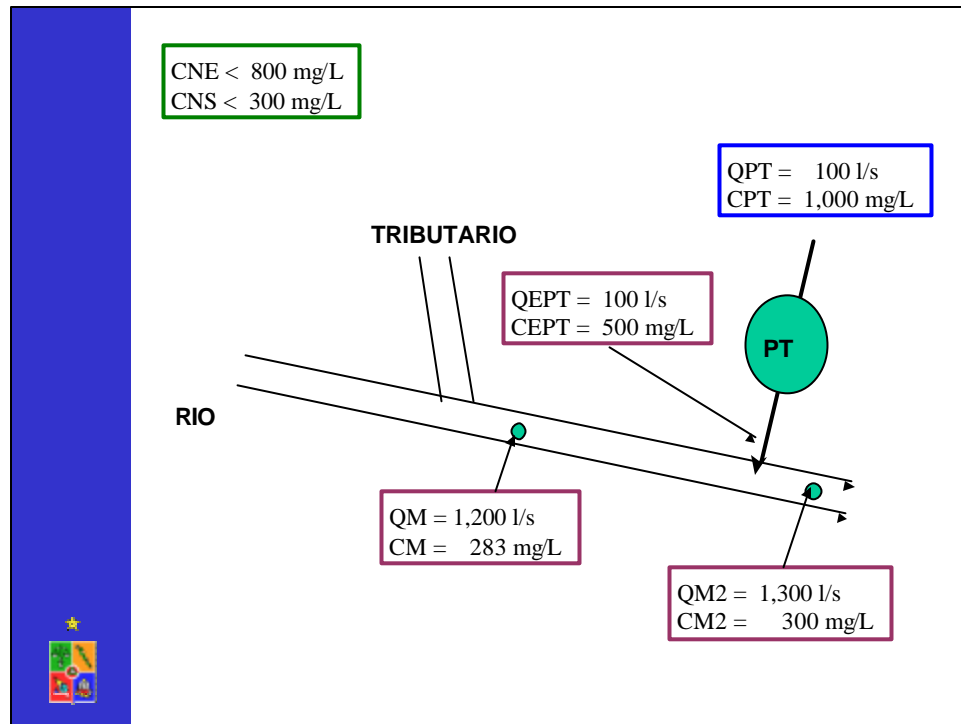 CNE < 800 mg/L
CNS < 300 mg/L
QPT = 100 l/s
CPT = 1,000 mg/L
TRIBUTARIO
QEPT = 100 l/s
CEPT = 500 mg/L
PT
RIO
QM = 1,200 l/s
CM = 283 mg/L
QM2 = 1,300 l/s
CM2 = 300 mg/L